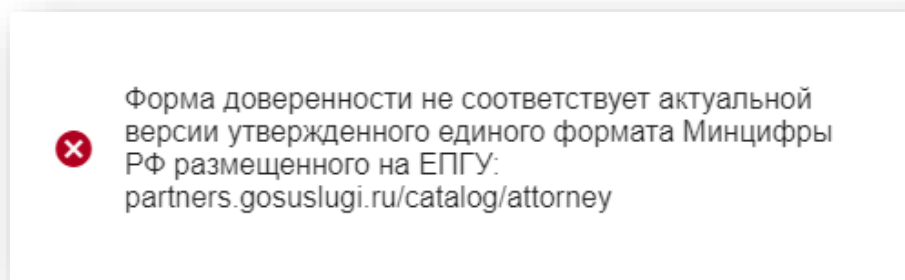 Форма доверенности не соответствует актуальной
версии утвержденного единого формата Минцифры
РФ размещенного на ЕПГУ:
partners.gosuslugi.ru/catalog/attorney